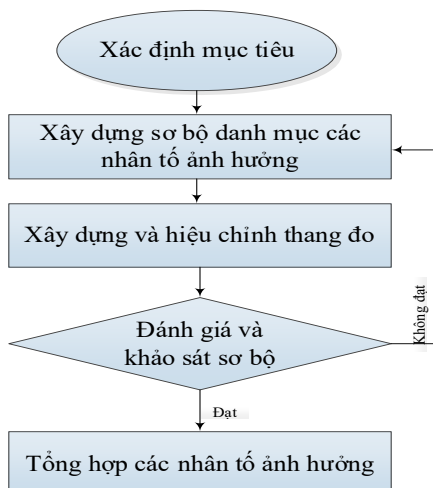 Xác định mục tiêu
Xây dựng sơ bộ danh mục các
nhân tố ảnh hưởng
Xây dựng và hiệu chỉnh thang đo
Đánh giá và
khảo sát sơ bộ
Không đạt
Đạt
Tổng hợp các nhân tố ảnh hưởng